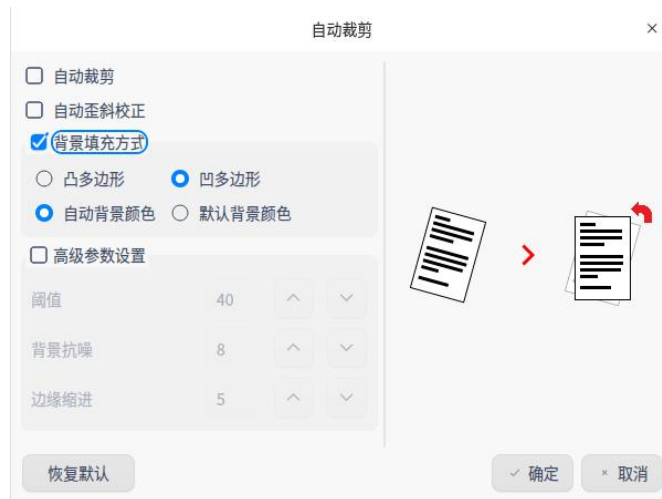 自动裁剪
自动裁剪
自动歪斜校正
背景填充方式
凸多边形 凹多边形
自动背景颜色 默认背景颜色
高级参数设置
阈值 40
背景抗噪 8
边缘缩进 5
恢复默认 确定 取消